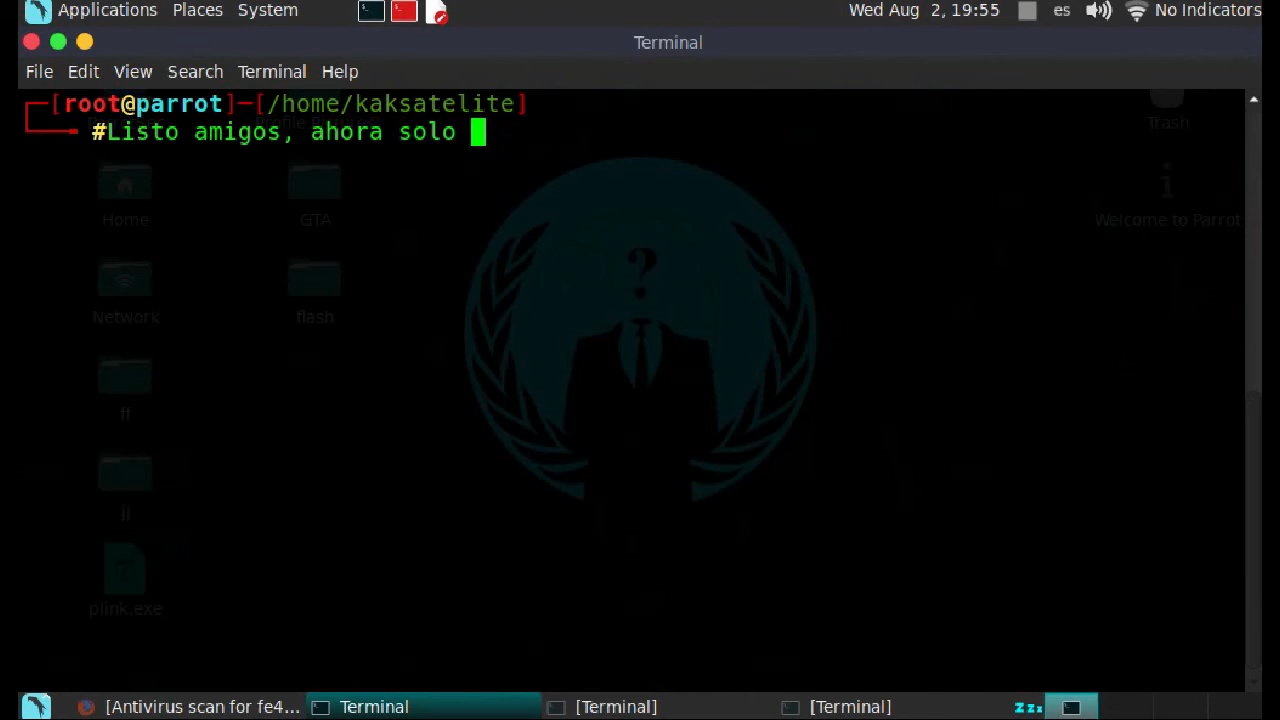 Applications Places System Wed Aug 2, 19:55 es No Indicators
Terminal
File Edit View Search Terminal Help
[root@parrot]─[/home/kaksatelite]
#Listo amigos, ahora solo
Trash
Home GTA Welcome to Parrot
Network flash
ff
plink.exe
[Antivirus scan for fe4... Terminal [Terminal] [Terminal] zzz